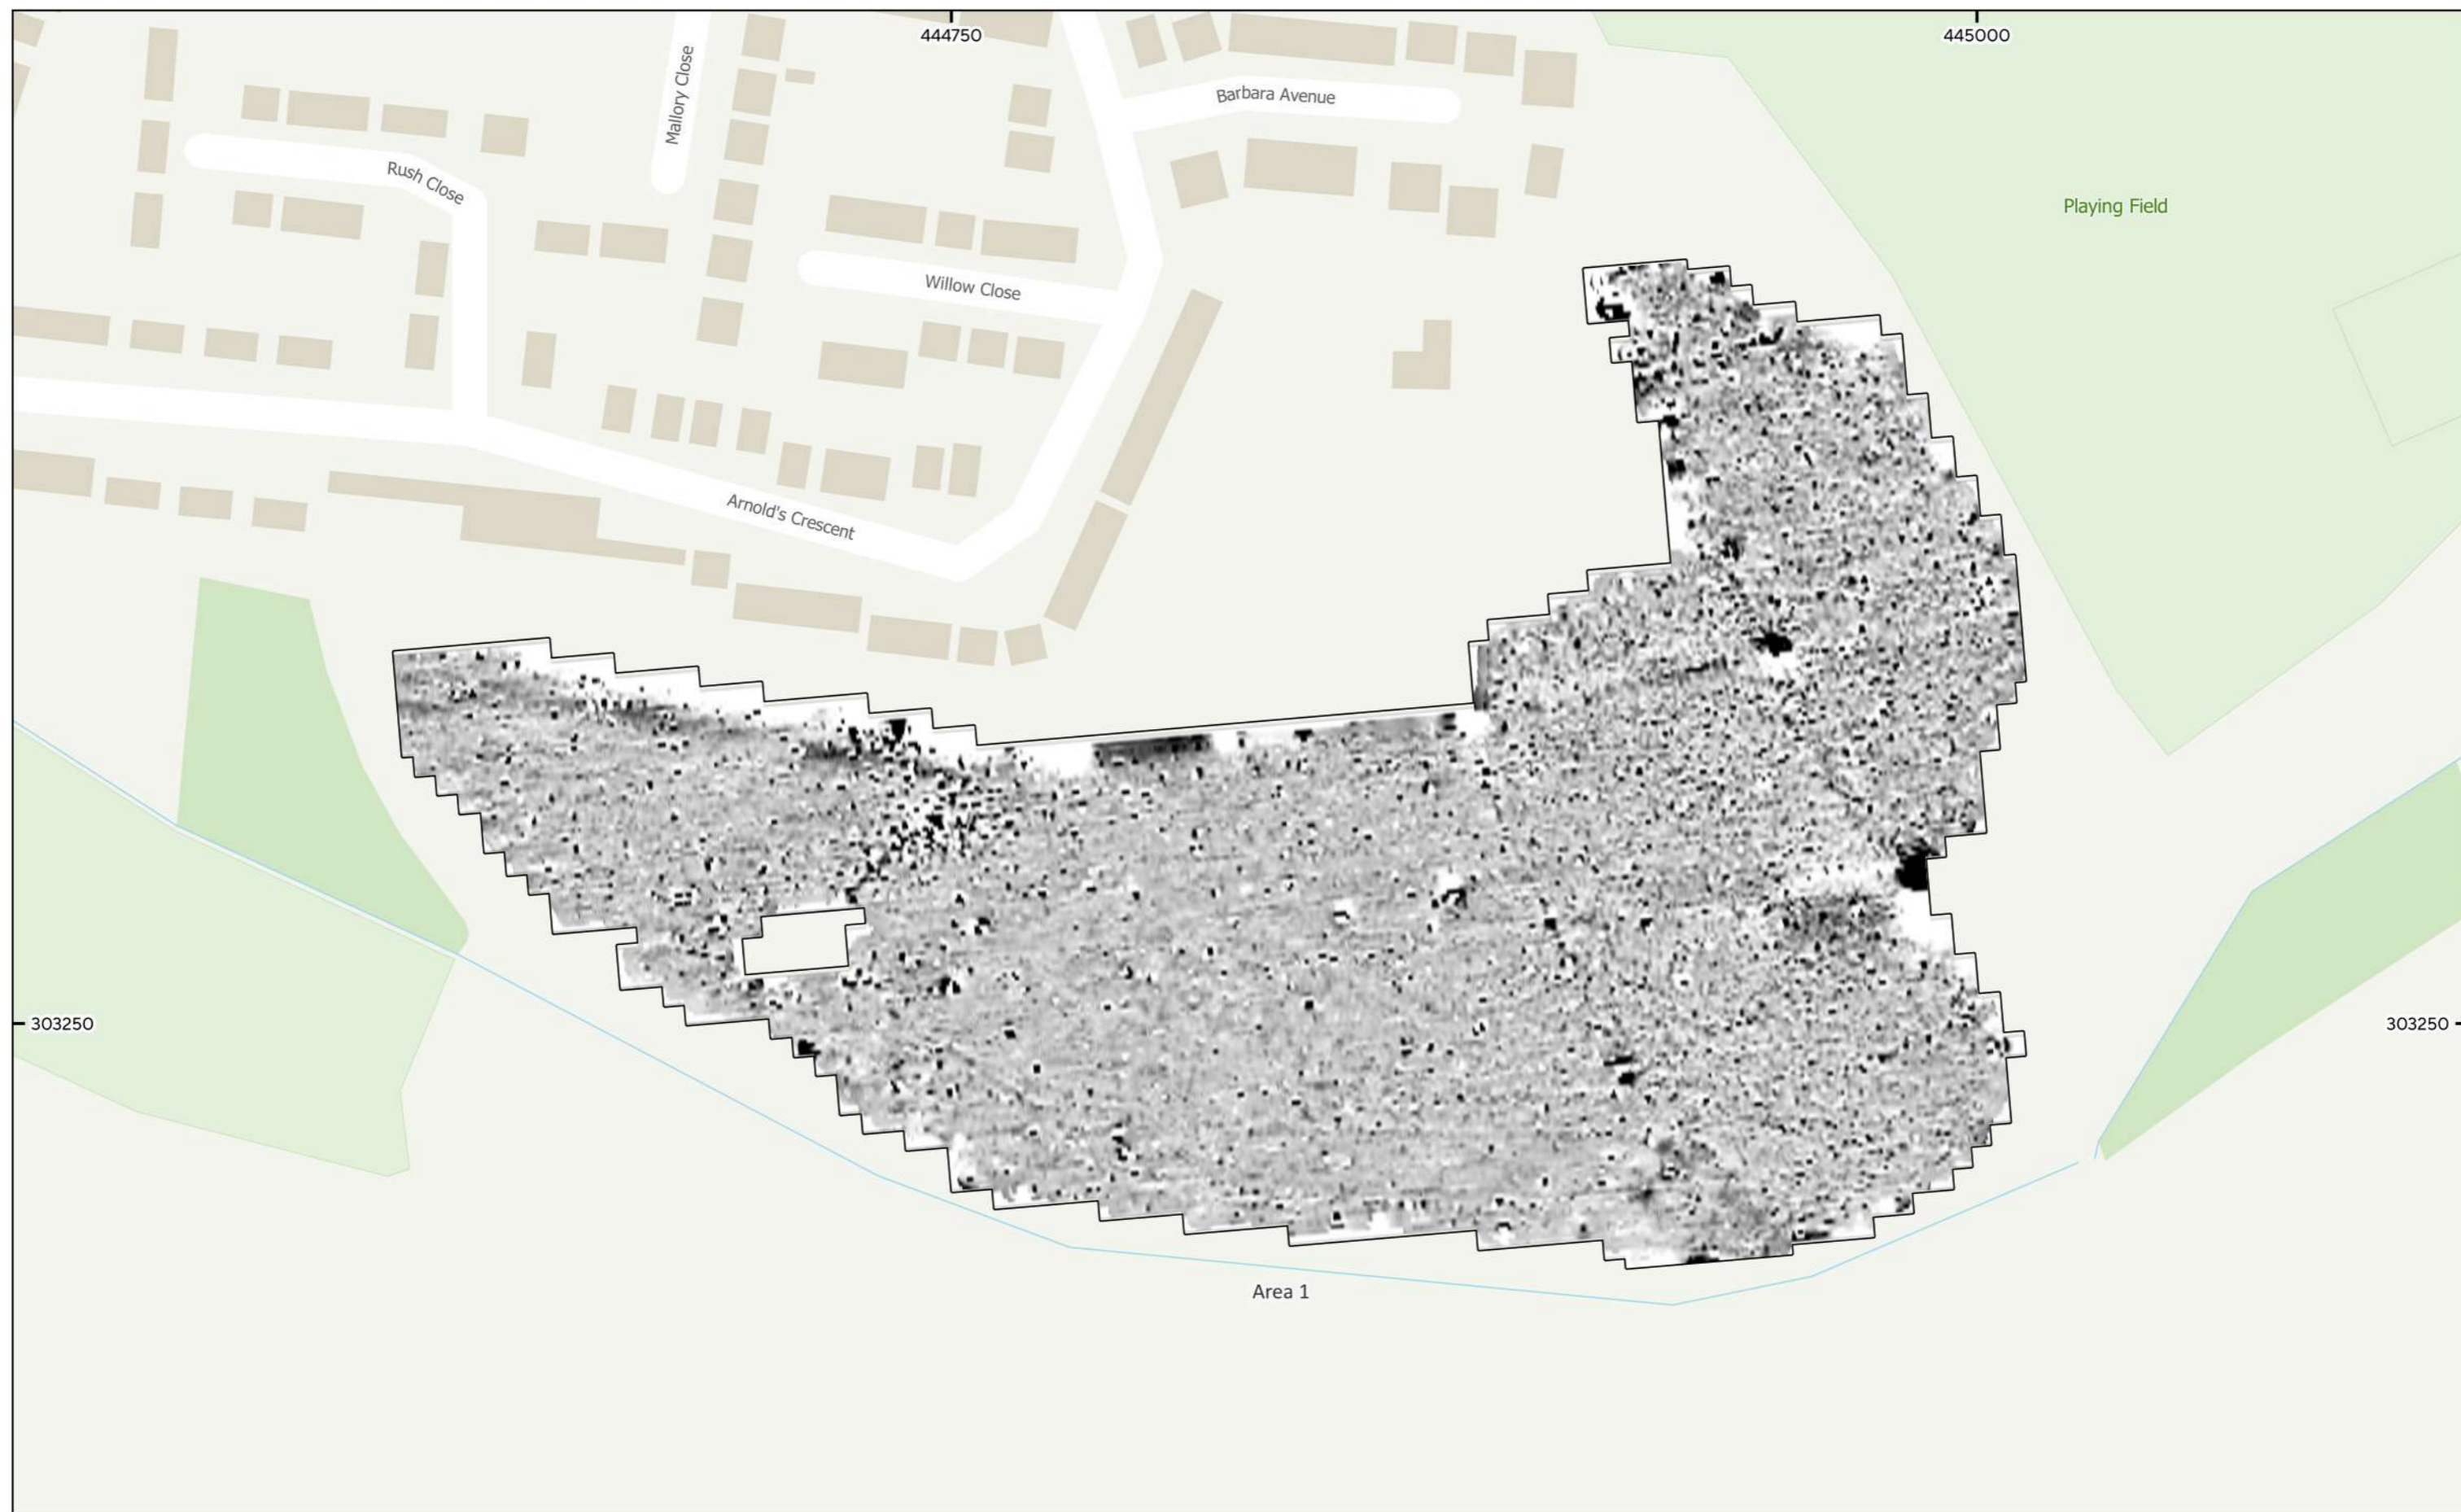 444750
445000
Mallory Close
Barbara Avenue
Rush Close
Playing Field
Willow Close
Arnold's Crescent
303250
303250
Area 1